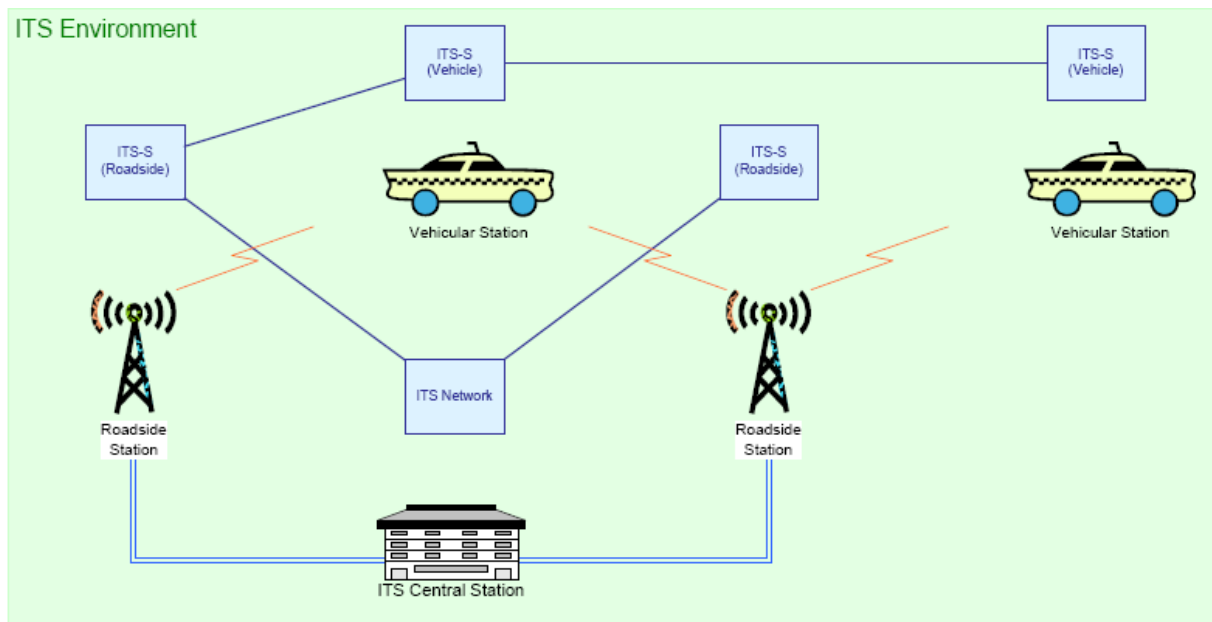 ITS Environment
ITS-S
(Vehicle)
ITS-S
(Vehicle)
ITS-S
(Roadside)
ITS-S
(Roadside)
Vehicular Station
Vehicular Station
ITS Network
Roadside
Station
Roadside
Station
ITS Central Station